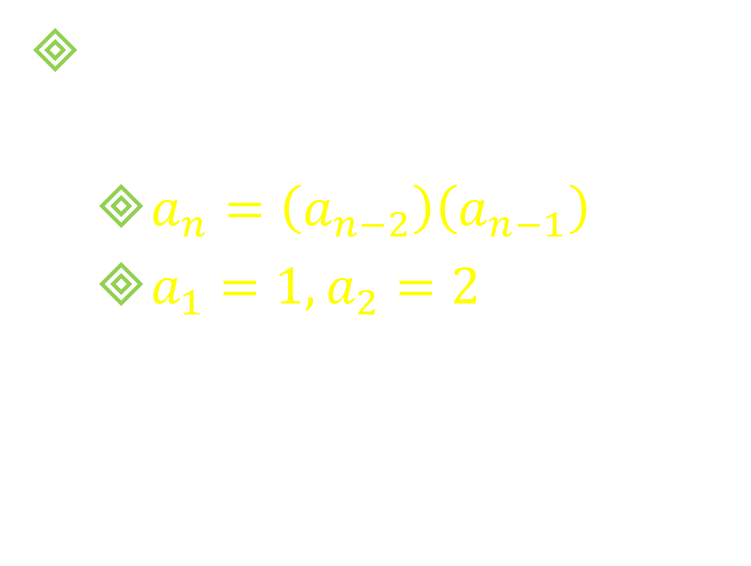 aₙ = (aₙ₋₂)(aₙ₋₁)
a₁ = 1, a₂ = 2